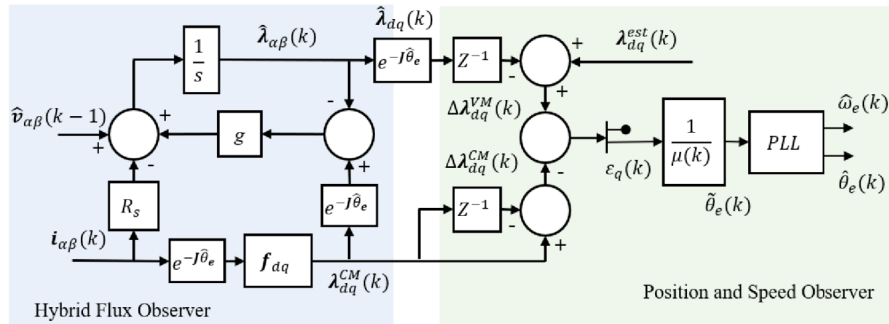 λ̂_dq(k)
λ̂_αβ(k)
1/s
e^{-Jθ̂_e}
Z^{-1}
λ_dq^{est}(k)
+
-
+
-
Δλ_dq^{VM}(k)
v̂_αβ(k−1)
+
+
g
-
+
1/μ(k)
PLL
ω̂_e(k)
θ̂_e(k)
ε_q(k)
θ̃_e(k)
Δλ_dq^{CM}(k)
-
R_s
e^{-Jθ̂_e}
Z^{-1}
-
+
i_αβ(k)
e^{-Jθ̂_e}
f_dq
λ_dq^{CM}(k)
Hybrid Flux Observer
Position and Speed Observer